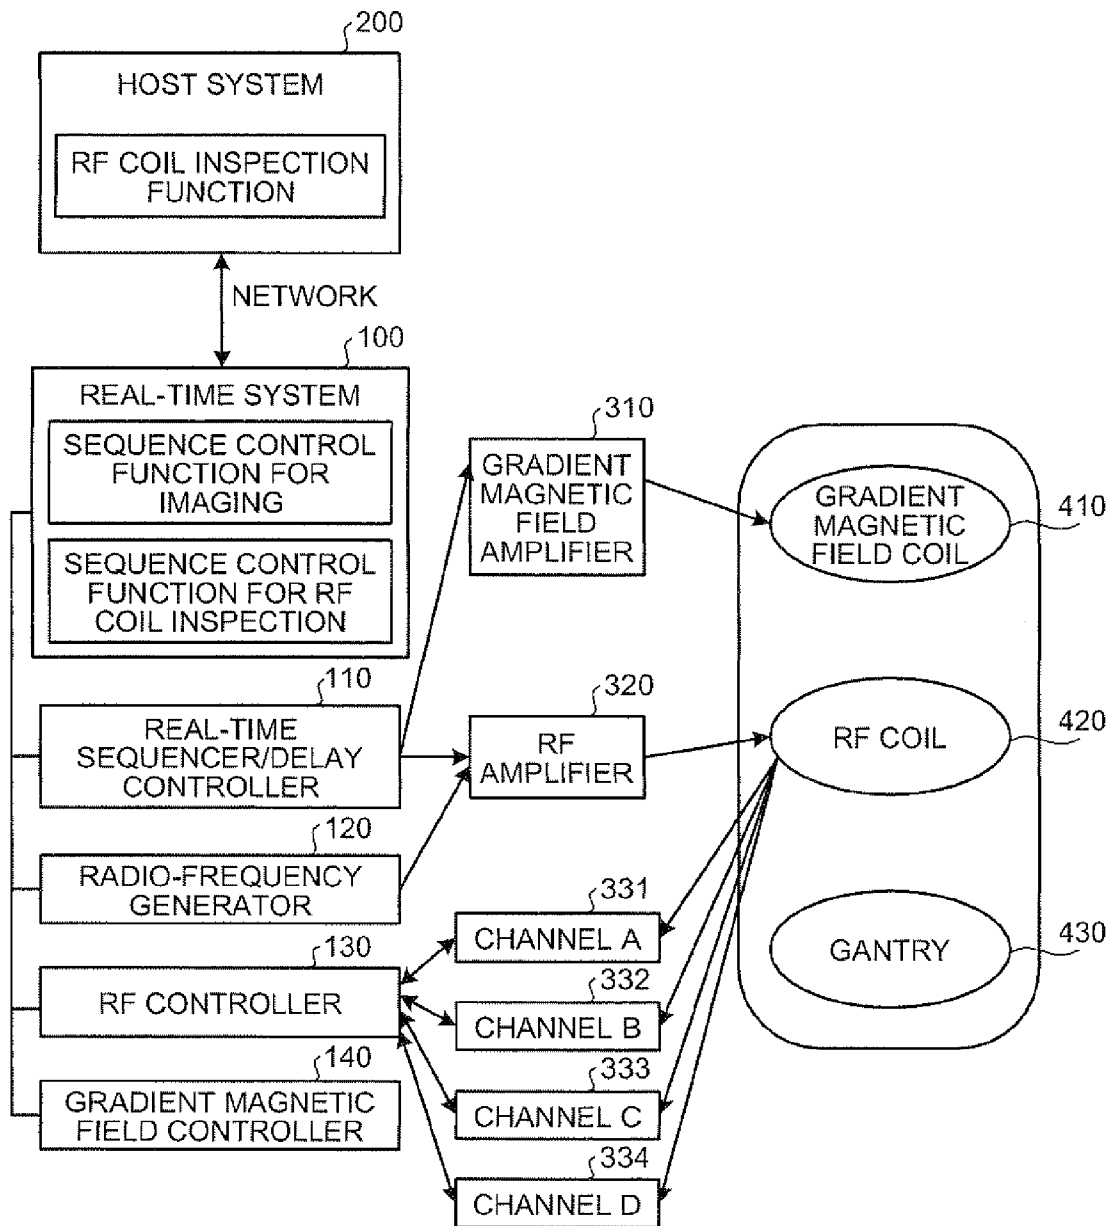 200
HOST SYSTEM
RF COIL INSPECTION
FUNCTION
NETWORK
100
REAL-TIME SYSTEM
SEQUENCE CONTROL
FUNCTION FOR
IMAGING
SEQUENCE CONTROL
FUNCTION FOR RF
COIL INSPECTION
310
GRADIENT
MAGNETIC
FIELD
AMPLIFIER
GRADIENT
MAGNETIC
FIELD COIL
410
110
REAL-TIME
SEQUENCER/DELAY
CONTROLLER
320
RF
AMPLIFIER
RF COIL
420
120
RADIO-FREQUENCY
GENERATOR
130
RF CONTROLLER
140
GRADIENT MAGNETIC
FIELD CONTROLLER
331
CHANNEL A
332
CHANNEL B
333
CHANNEL C
334
CHANNEL D
GANTRY
430